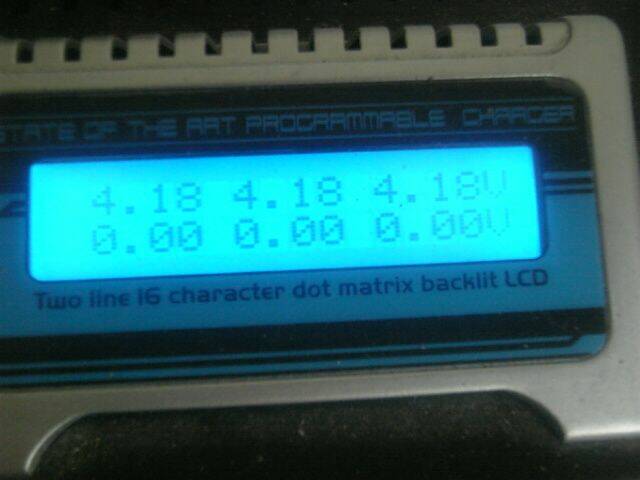 STATE OF THE ART PROGRAMMABLE CHARGER
4.18 4.18 4.18V
0.00 0.00 0.00V
Two line 16 character dot matrix backlit LCD